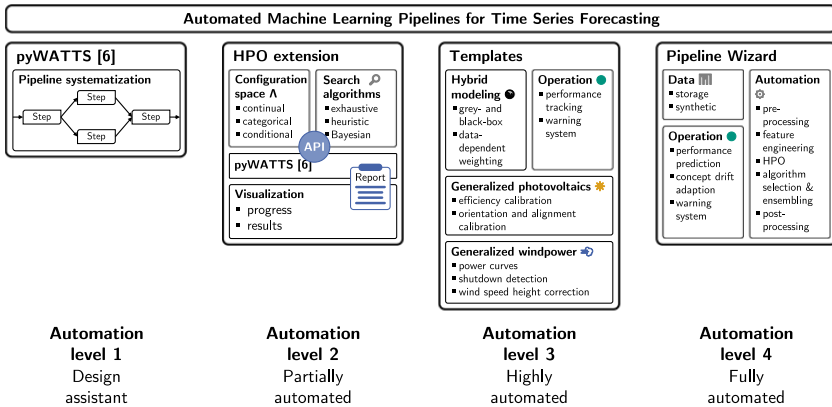 Automated Machine Learning Pipelines for Time Series Forecasting
pyWATTS [6]
Pipeline systematization
Step
Step
Step
Step
HPO extension
Configuration
space Λ
▪ continual
▪ categorical
▪ conditional
Search
algorithms
▪ exhaustive
▪ heuristic
▪ Bayesian
API
pyWATTS [6]
Report
Visualization
▪ progress
▪ results
Templates
Hybrid
modeling
▪ grey- and
black-box
▪ data-
dependent
weighting
Operation
▪ performance
tracking
▪ warning
system
Generalized photovoltaics
▪ efficiency calibration
▪ orientation and alignment
calibration
Generalized windpower
▪ power curves
▪ shutdown detection
▪ wind speed height correction
Pipeline Wizard
Data
▪ storage
▪ synthetic
Operation
▪ performance
prediction
▪ concept drift
adaption
▪ warning
system
Automation
▪ pre-
processing
▪ feature
engineering
▪ HPO
▪ algorithm
selection &
ensembling
▪ post-
processing
Automation
level 1
Design
assistant
Automation
level 2
Partially
automated
Automation
level 3
Highly
automated
Automation
level 4
Fully
automated